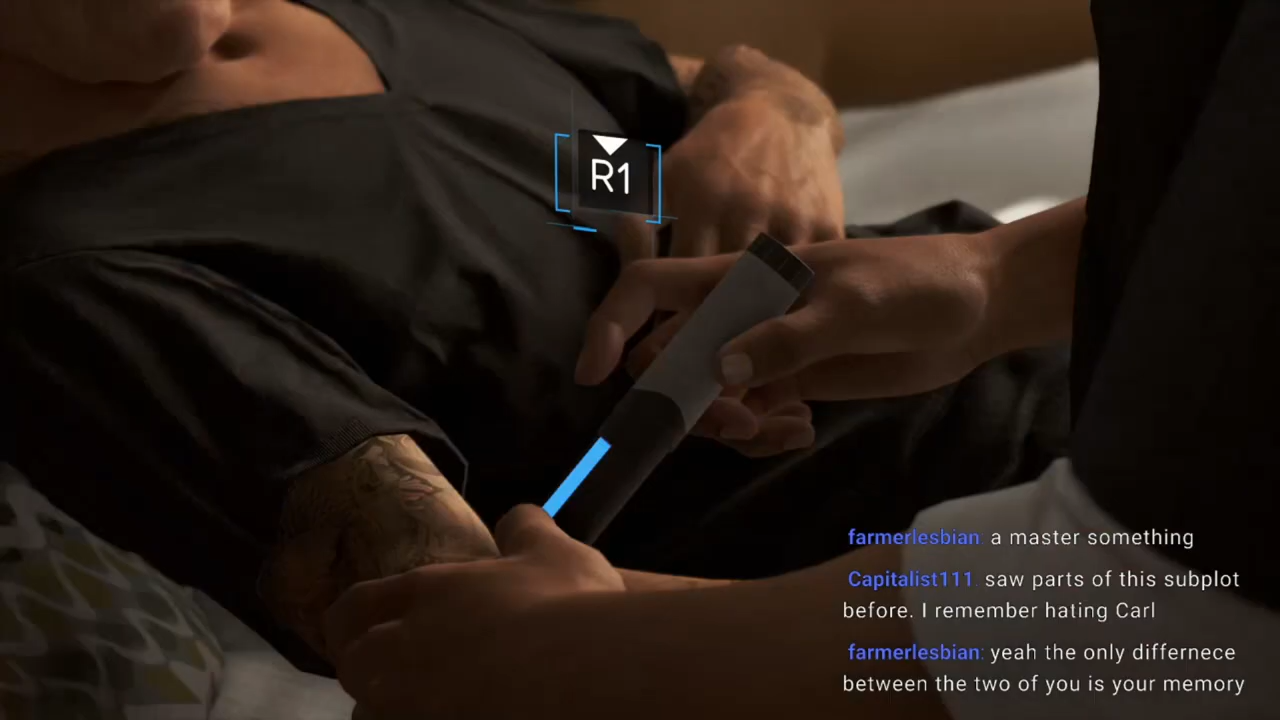 R1
farmerlesbian: a master something
Capitalist111: saw parts of this subplot
before. I remember hating Carl
farmerlesbian: yeah the only differnece
between the two of you is your memory